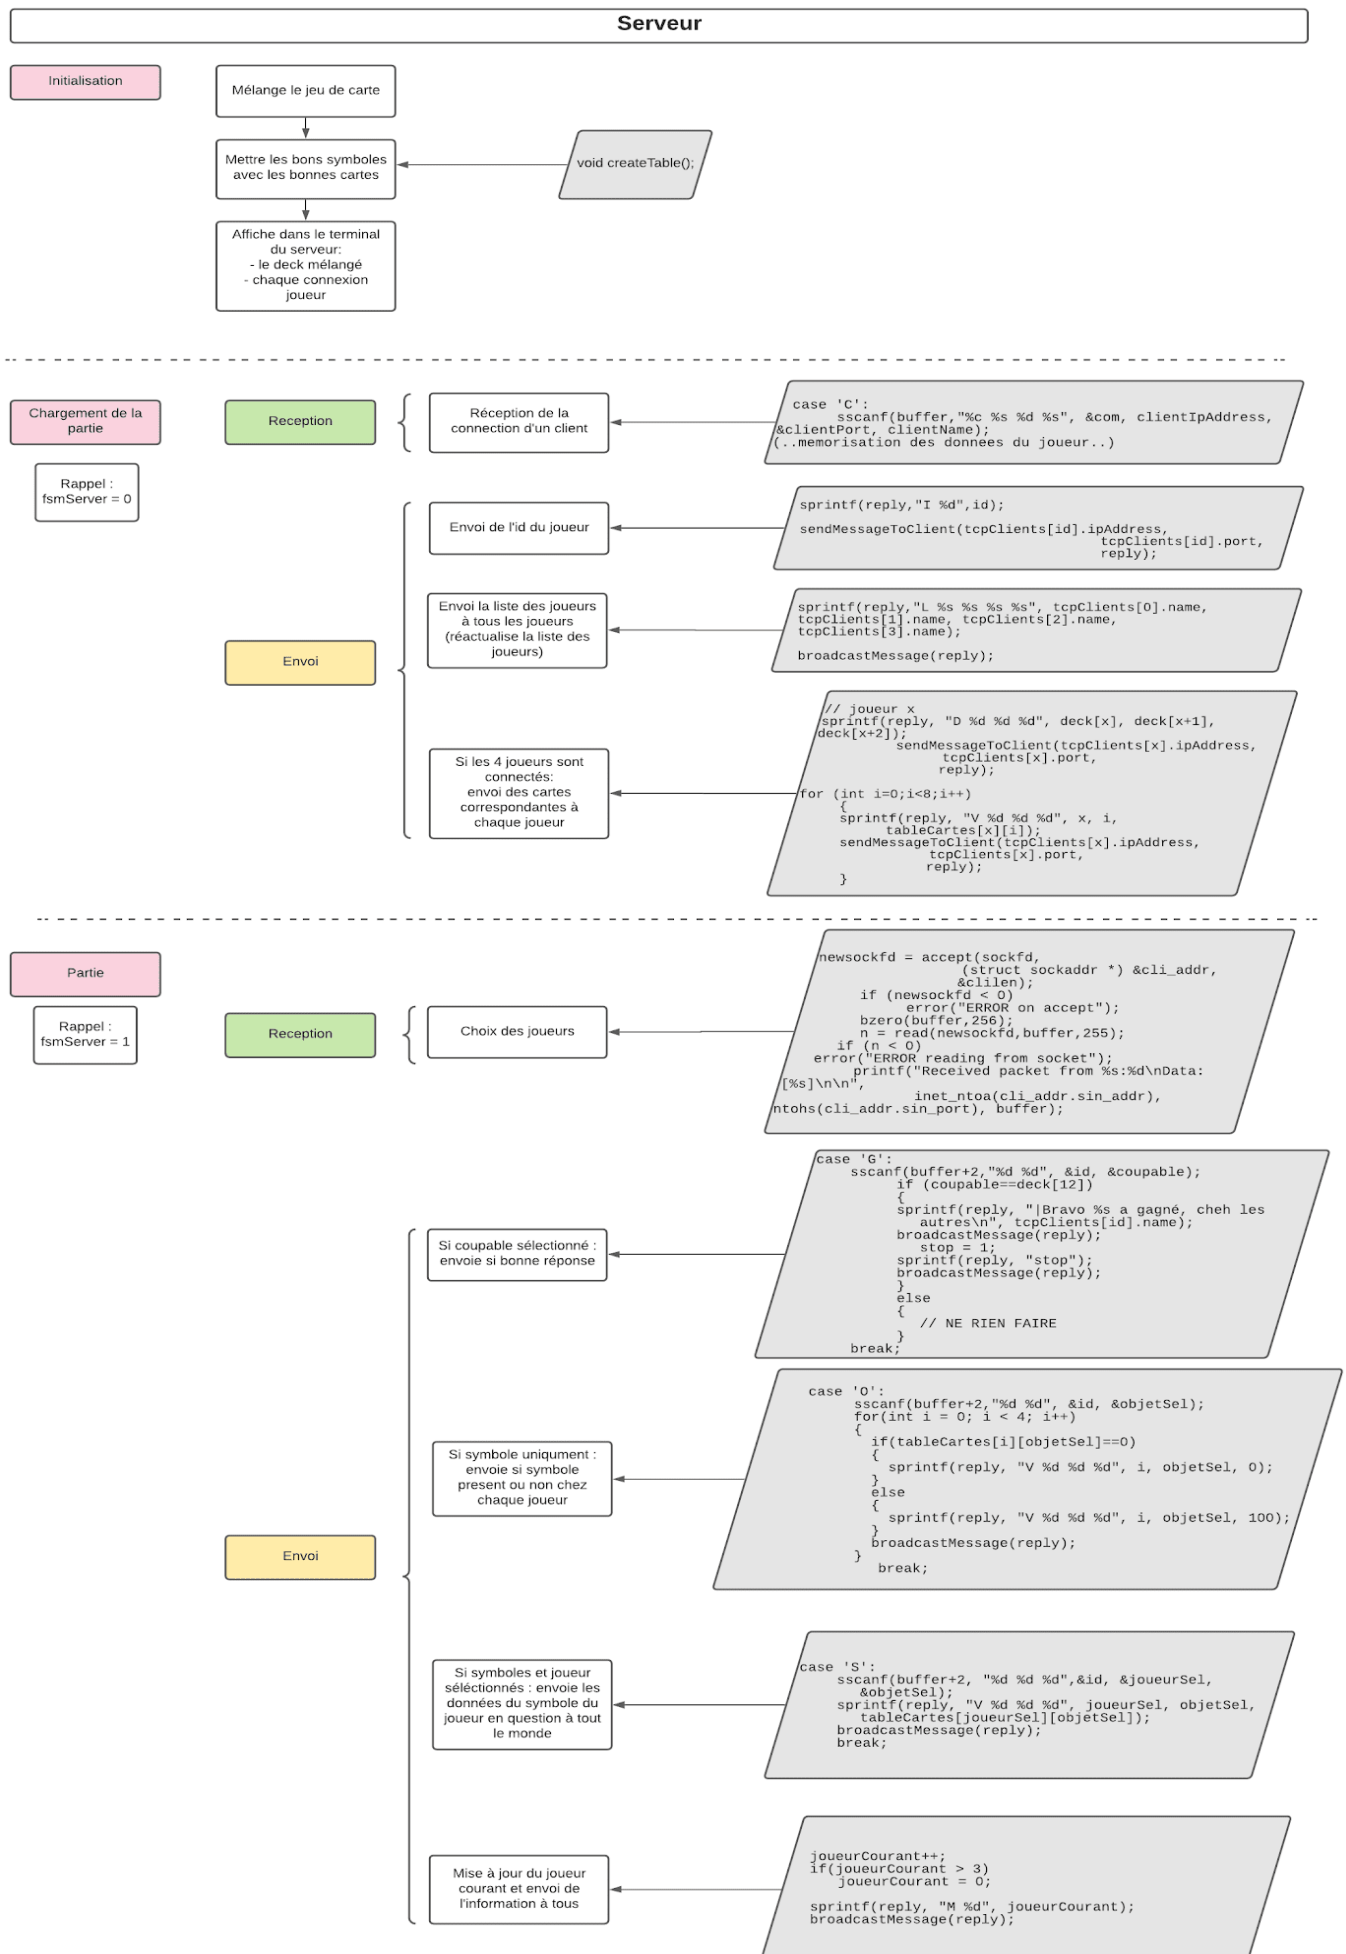 Serveur
Initialisation
Mélange le jeu de carte
Mettre les bons symboles
avec les bonnes cartes
void createTable();
Affiche dans le terminal
du serveur:
- le deck mélangé
- chaque connexion
joueur
Chargement de la
partie
Rappel :
fsmServer = 0
Reception
Réception de la
connection d'un client
case 'C':
sscanf(buffer,"%c %s %d %s", &com, clientIpAddress,
&clientPort, clientName);
(..memorisation des donnees du joueur..)
Envoi
Envoi de l'id du joueur
sprintf(reply,"I %d",id);
sendMessageToClient(tcpClients[id].ipAddress,
tcpClients[id].port,
reply);
Envoi la liste des joueurs
à tous les joueurs
(réactualise la liste des
joueurs)
sprintf(reply,"L %s %s %s %s", tcpClients[0].name,
tcpClients[1].name, tcpClients[2].name,
tcpClients[3].name);
broadcastMessage(reply);
Si les 4 joueurs sont
connectés:
envoi des cartes
correspondantes à
chaque joueur
// joueur x
sprintf(reply, "D %d %d %d", deck[x], deck[x+1],
deck[x+2]);
sendMessageToClient(tcpClients[x].ipAddress,
tcpClients[x].port,
reply);
for (int i=0;i<8;i++)
{
sprintf(reply, "V %d %d %d", x, i,
tableCartes[x][i]);
sendMessageToClient(tcpClients[x].ipAddress,
tcpClients[x].port,
reply);
}
Partie
Rappel :
fsmServer = 1
Reception
Choix des joueurs
newsockfd = accept(sockfd,
(struct sockaddr *) &cli_addr,
&clilen);
if (newsockfd < 0)
error("ERROR on accept");
bzero(buffer,256);
n = read(newsockfd,buffer,255);
if (n < 0)
error("ERROR reading from socket");
printf("Received packet from %s:%d\nData:
[%s]\n\n",
inet_ntoa(cli_addr.sin_addr),
ntohs(cli_addr.sin_port), buffer);
Envoi
Si coupable sélectionné :
envoie si bonne réponse
case 'G':
sscanf(buffer+2,"%d %d", &id, &coupable);
if (coupable==deck[12])
{
sprintf(reply, "|Bravo %s a gagné, cheh les
autres\n", tcpClients[id].name);
broadcastMessage(reply);
stop = 1;
sprintf(reply, "stop");
broadcastMessage(reply);
}
else
{
// NE RIEN FAIRE
}
break;
Si symbole uniqument :
envoie si symbole
present ou non chez
chaque joueur
case 'O':
sscanf(buffer+2,"%d %d", &id, &objetSel);
for(int i = 0; i < 4; i++)
{
if(tableCartes[i][objetSel]==0)
{
sprintf(reply, "V %d %d %d", i, objetSel, 0);
}
else
{
sprintf(reply, "V %d %d %d", i, objetSel, 100);
}
broadcastMessage(reply);
}
break;
Si symboles et joueur
séléctionnés : envoie les
données du symbole du
joueur en question à tout
le monde
case 'S':
sscanf(buffer+2, "%d %d %d",&id, &joueurSel,
&objetSel);
sprintf(reply, "V %d %d %d", joueurSel, objetSel,
tableCartes[joueurSel][objetSel]);
broadcastMessage(reply);
break;
Mise à jour du joueur
courant et envoi de
l'information à tous
joueurCourant++;
if(joueurCourant > 3)
joueurCourant = 0;
sprintf(reply, "M %d", joueurCourant);
broadcastMessage(reply);